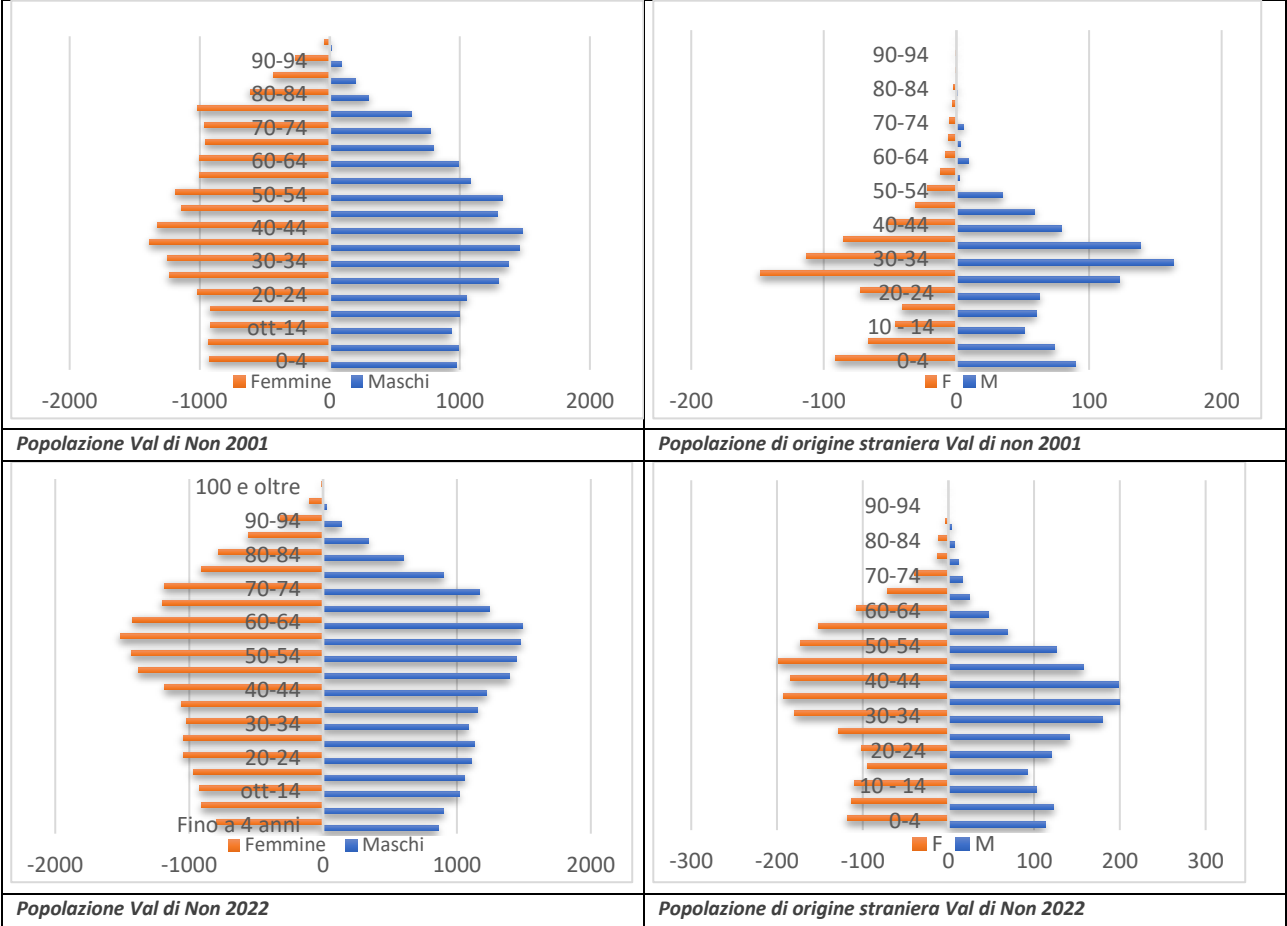 90-94
80-84
70-74
60-64
50-54
40-44
30-34
20-24
ott-14
0-4
Femmine Maschi
-2000 -1000 0 1000 2000
Popolazione Val di Non 2001
90-94
80-84
70-74
60-64
50-54
40-44
30-34
20-24
10 - 14
0-4
F M
-200 -100 0 100 200
Popolazione di origine straniera Val di non 2001
100 e oltre
90-94
80-84
70-74
60-64
50-54
40-44
30-34
20-24
ott-14
Fino a 4 anni
Femmine Maschi
-2000 -1000 0 1000 2000
Popolazione Val di Non 2022
90-94
80-84
70-74
60-64
50-54
40-44
30-34
20-24
10 - 14
0-4
F M
-300 -200 -100 0 100 200 300
Popolazione di origine straniera Val di Non 2022